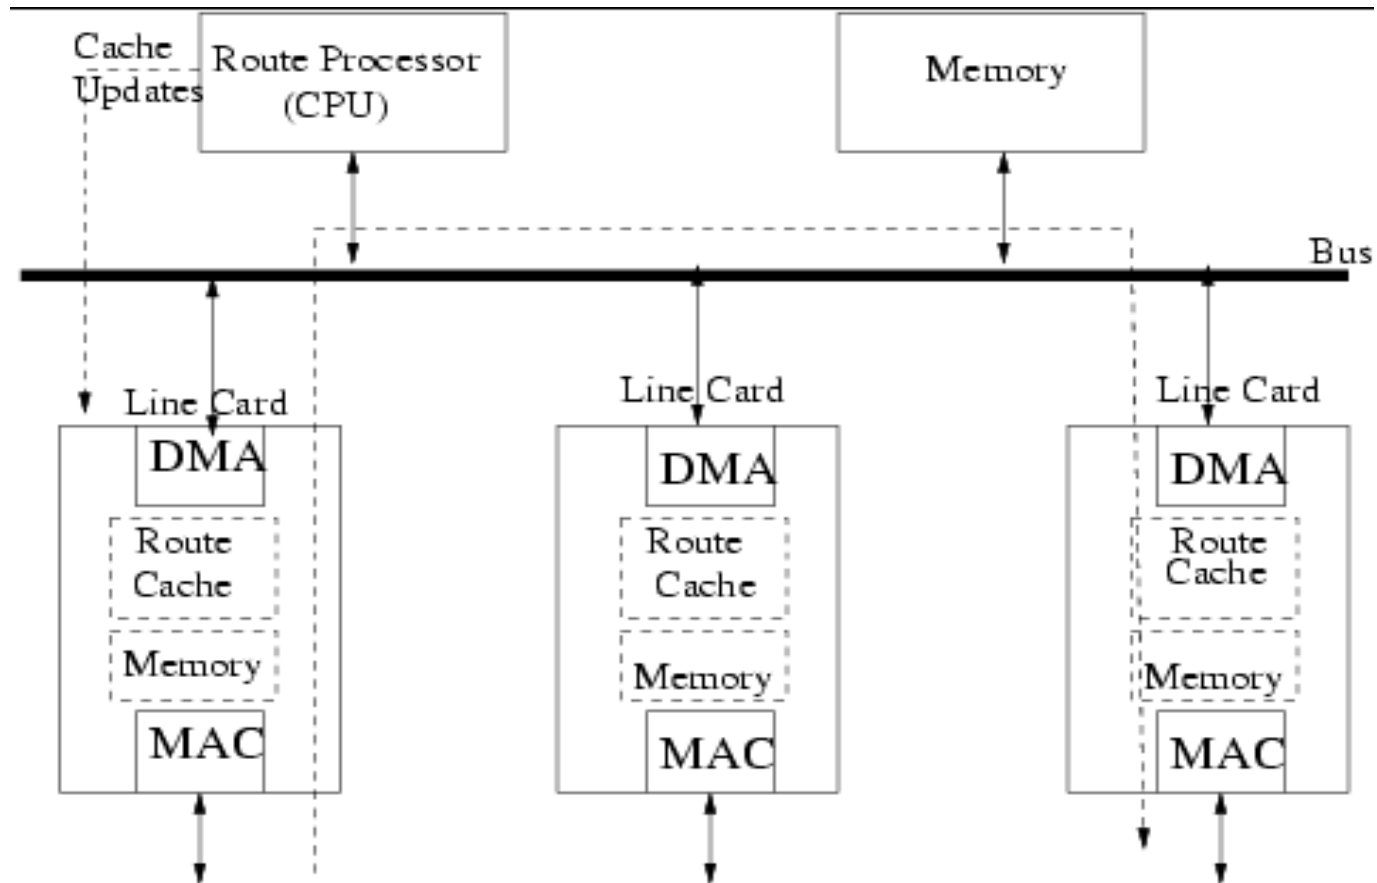 Cache
Updates
Route Processor
(CPU)
Memory
Bus
Line Card
DMA
Route
Cache
Memory
MAC
Line Card
DMA
Route
Cache
Memory
MAC
Line Card
DMA
Route
Cache
Memory
MAC